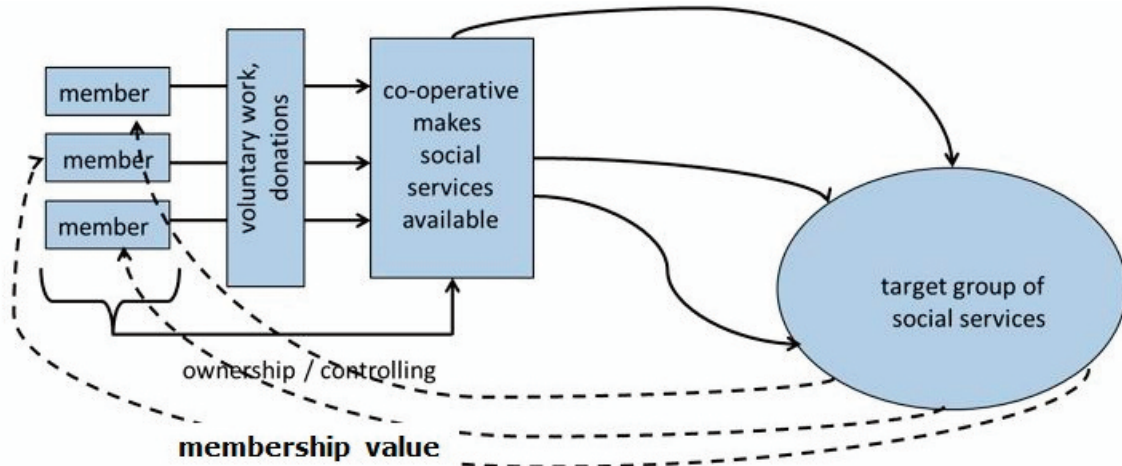 member
member
member
voluntary work,
donations
co-operative
makes
social
services
available
target group of
social services
ownership / controlling
membership value